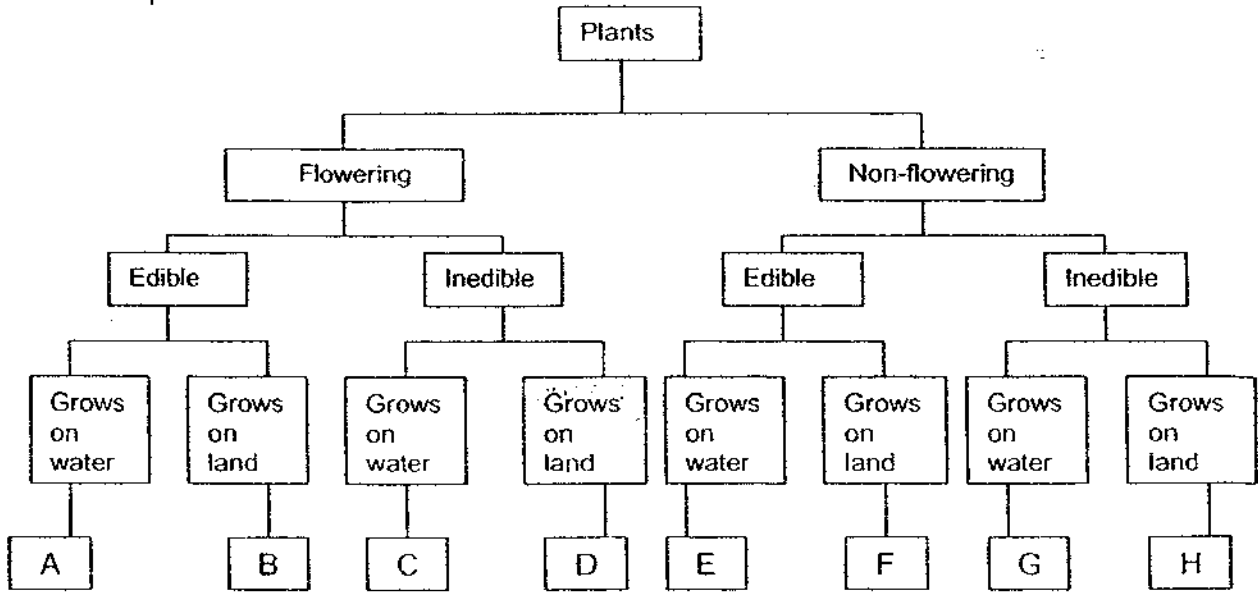 Plants
Flowering
Non-flowering
Edible
Inedible
Edible
Inedible
Grows
on
water
Grows
on
land
Grows
on
water
Grows
on
land
Grows
on
water
Grows
on
land
Grows
on
water
Grows
on
land
A
B
C
D
E
F
G
H